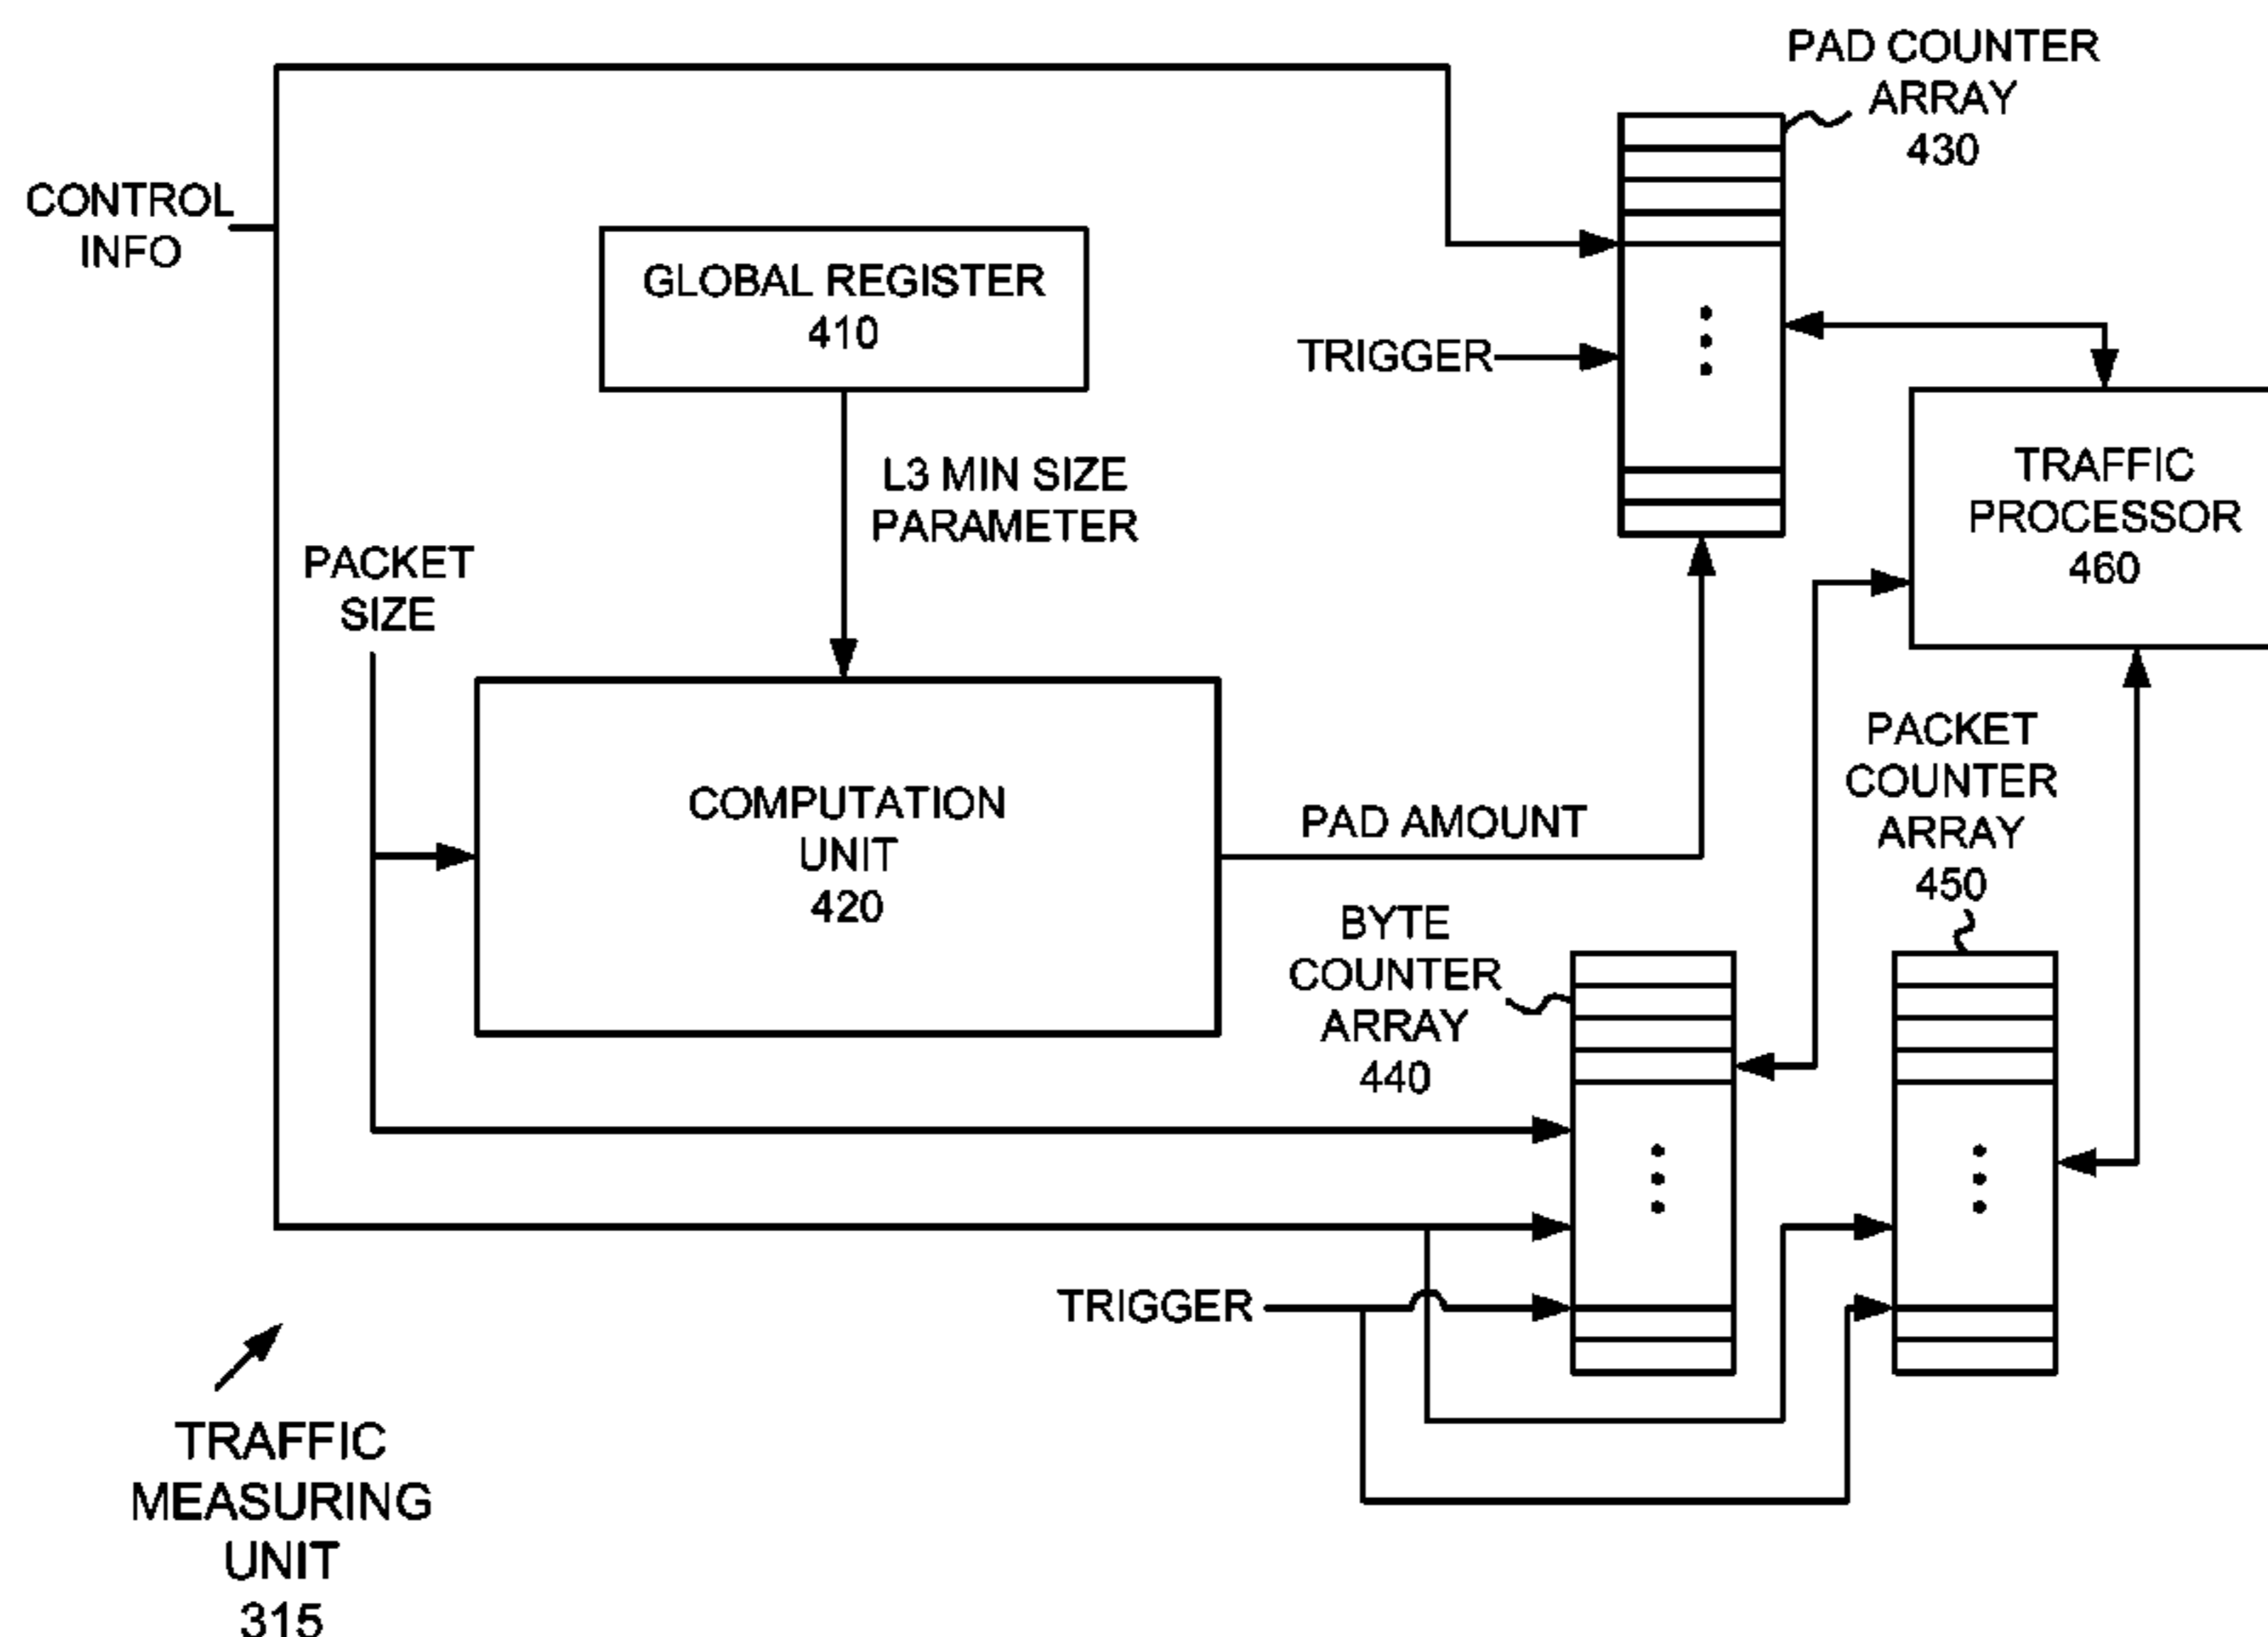 PAD COUNTER
ARRAY
430
CONTROL
INFO
GLOBAL REGISTER
410
TRIGGER
L3 MIN SIZE
PARAMETER
TRAFFIC
PROCESSOR
460
PACKET
SIZE
PACKET
COUNTER
ARRAY
450
COMPUTATION
UNIT
420
PAD AMOUNT
BYTE
COUNTER
ARRAY
440
TRIGGER
TRAFFIC
MEASURING
UNIT
315